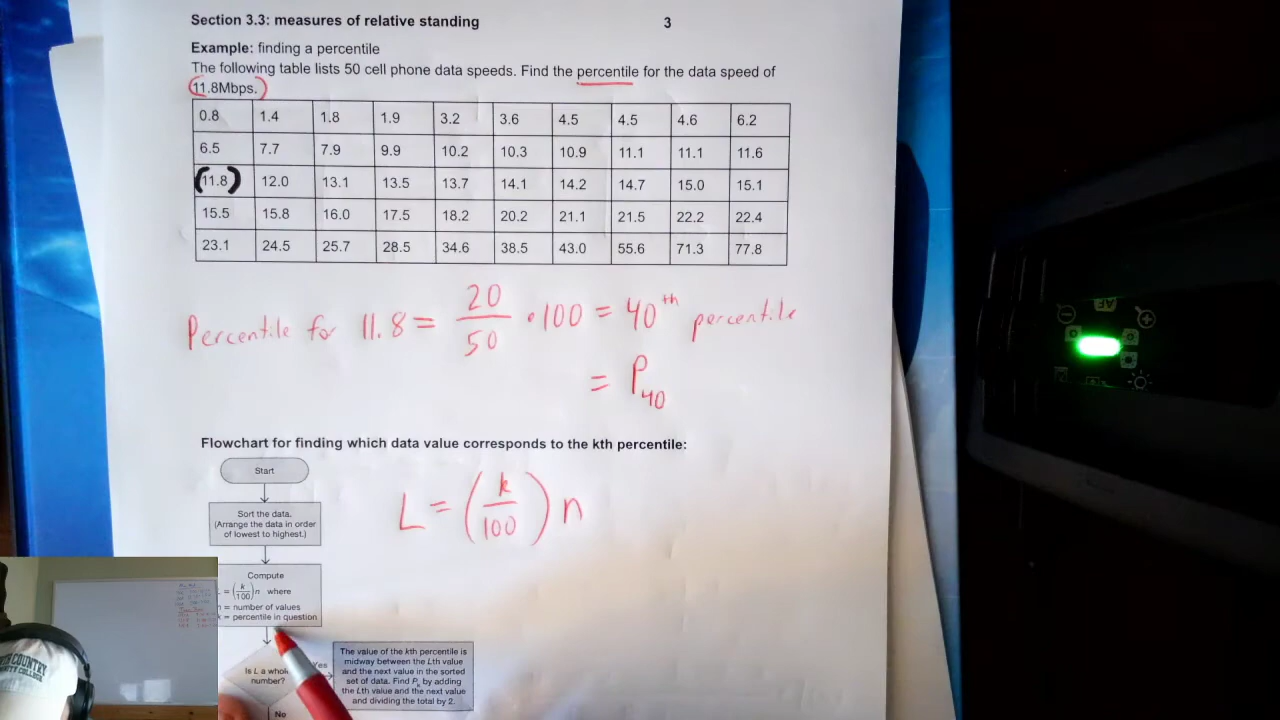 Section 3.3: measures of relative standing 3
Example: finding a percentile
The following table lists 50 cell phone data speeds. Find the percentile for the data speed of
11.8Mbps.
0.8 1.4 1.8 1.9 3.2 3.6 4.5 4.5 4.6 6.2
6.5 7.7 7.9 9.9 10.2 10.3 10.9 11.1 11.1 11.6
11.8 12.0 13.1 13.5 13.7 14.1 14.2 14.7 15.0 15.1
15.5 15.8 16.0 17.5 18.2 20.2 21.1 21.5 22.2 22.4
23.1 24.5 25.7 28.5 34.6 38.5 43.0 55.6 71.3 77.8
Percentile for 11.8 = 20/50 · 100 = 40th percentile
= P40
Flowchart for finding which data value corresponds to the kth percentile:
Start
Sort the data.
(Arrange the data in order
of lowest to highest.)
L = (k/100) n
Compute
= (k/100) n where
= number of values
= percentile in question
Is L a whole
number?
Yes
The value of the kth percentile is
midway between the Lth value
and the next value in the sorted
set of data. Find Pk by adding
the Lth value and the next value
and dividing the total by 2.
No
AF
COUNTRY